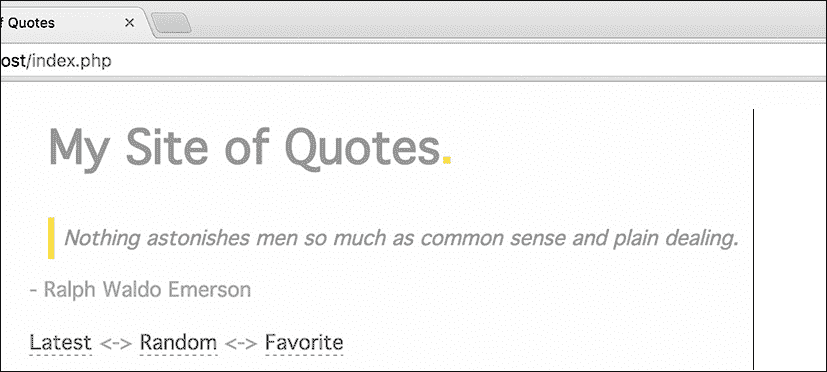 f Quotes ×
ost/index.php
My Site of Quotes.
Nothing astonishes men so much as common sense and plain dealing.
- Ralph Waldo Emerson
Latest <-> Random <-> Favorite